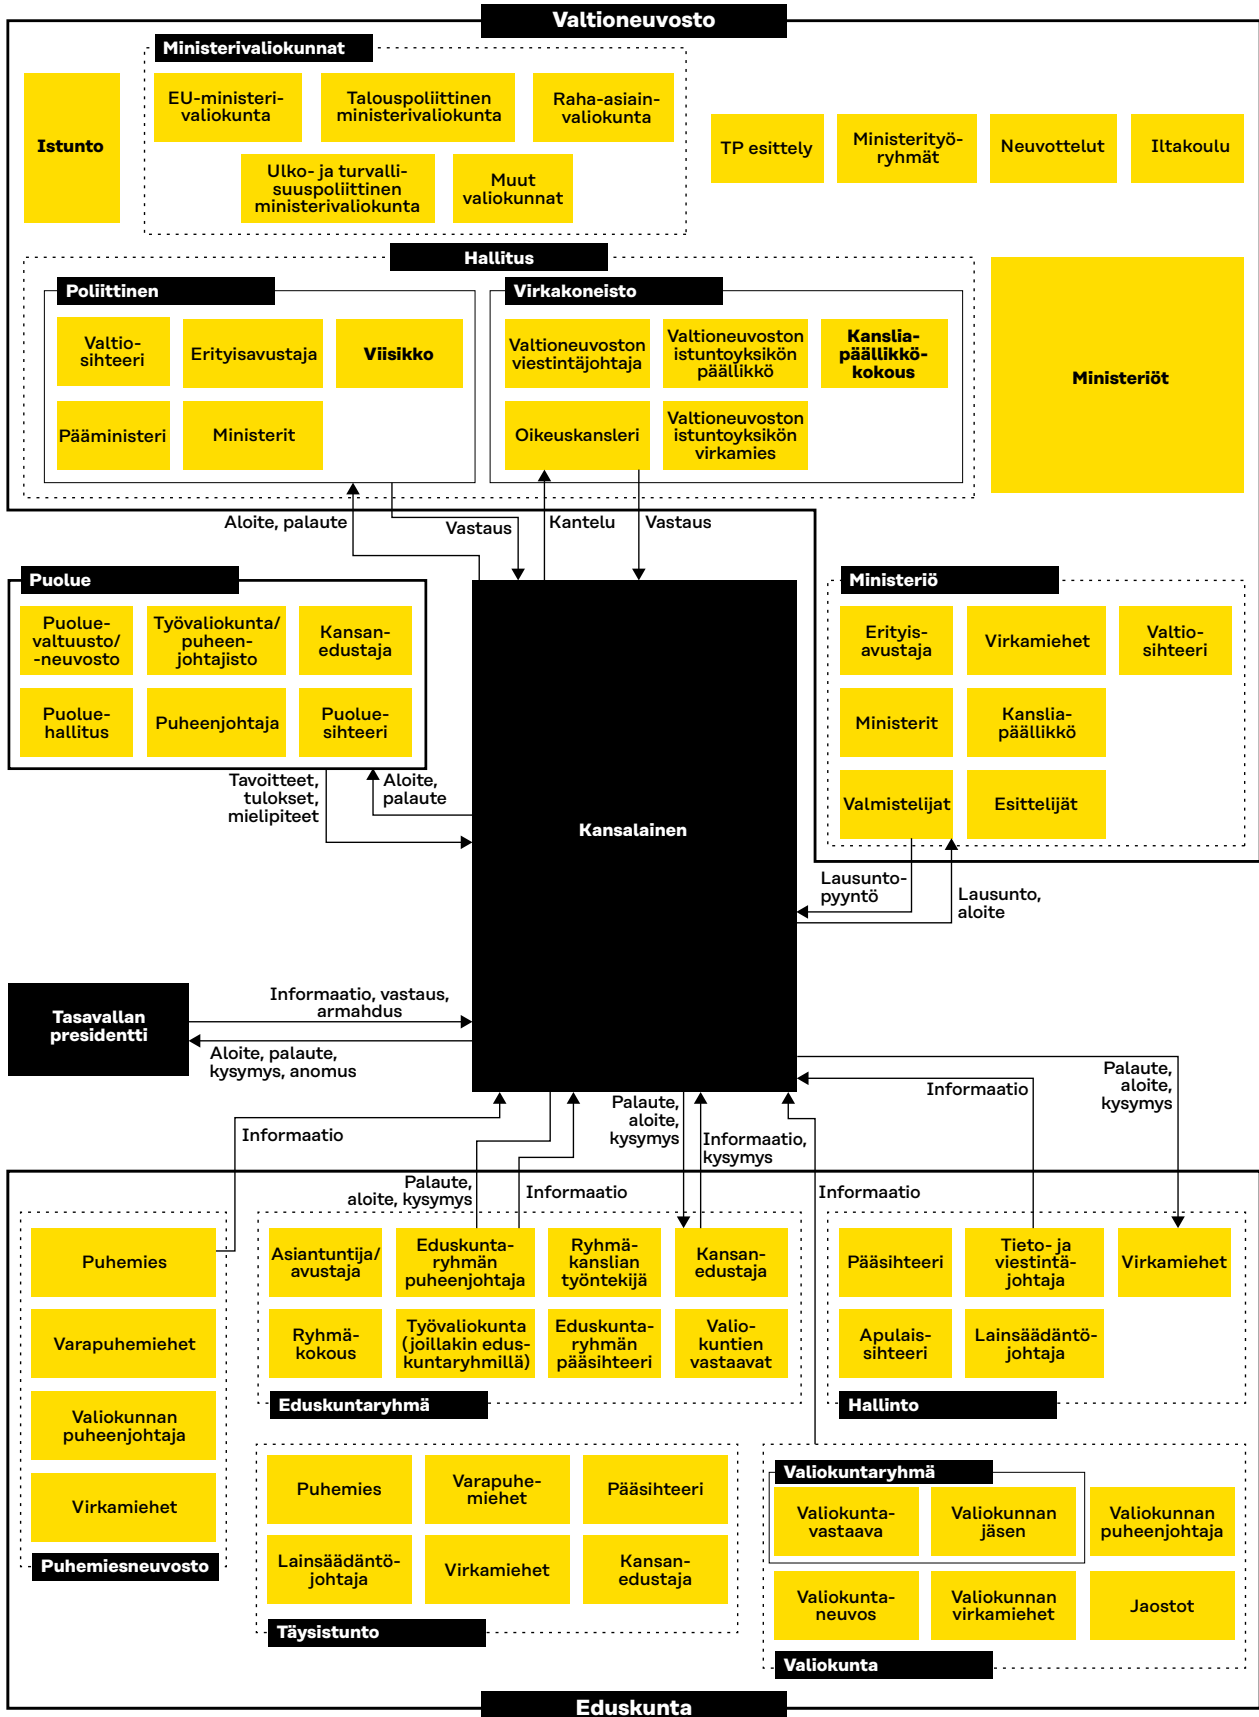 Valtioneuvosto
Ministerivaliokunnat
Istunto
EU-ministeri-
valiokunta
Talouspoliittinen
ministerivaliokunta
Raha-asiain-
valiokunta
Ulko- ja turvalli-
suuspoliittinen
ministerivaliokunta
Muut
valiokunnat
TP esittely
Ministerityö-
ryhmät
Neuvottelut
Iltakoulu
Hallitus
Poliittinen
Valtio-
sihteeri
Erityisavustaja
Viisikko
Pääministeri
Ministerit
Virkakoneisto
Valtioneuvoston
viestintäjohtaja
Valtioneuvoston
istuntoyksikön
päällikkö
Kanslia-
päällikkö-
kokous
Oikeuskansleri
Valtioneuvoston
istuntoyksikön
virkamies
Ministeriöt
Aloite, palaute
Vastaus
Kantelu
Vastaus
Puolue
Puolue-
valtuusto/
-neuvosto
Työvaliokunta/
puheen-
johtajisto
Kansan-
edustaja
Puolue-
hallitus
Puheenjohtaja
Puolue-
sihteeri
Tavoitteet,
tulokset,
mielipiteet
Aloite,
palaute
Kansalainen
Ministeriö
Erityis-
avustaja
Virkamiehet
Valtio-
sihteeri
Ministerit
Kanslia-
päällikkö
Valmistelijat
Esittelijät
Lausunto-
pyyntö
Lausunto,
aloite
Tasavallan
presidentti
Informaatio, vastaus,
armahdus
Aloite, palaute,
kysymys, anomus
Informaatio
Palaute,
aloite, kysymys
Informaatio
Palaute,
aloite,
kysymys
Informaatio,
kysymys
Informaatio
Informaatio
Palaute,
aloite,
kysymys
Puhemies
Varapuhemiehet
Valiokunnan
puheenjohtaja
Virkamiehet
Puhemiesneuvosto
Asiantuntija/
avustaja
Eduskunta-
ryhmän
puheenjohtaja
Ryhmä-
kanslian
työntekijä
Kansan-
edustaja
Ryhmä-
kokous
Työvaliokunta
(joillakin edus-
kuntaryhmillä)
Eduskunta-
ryhmän
pääsihteeri
Valio-
kuntien
vastaavat
Eduskuntaryhmä
Pääsihteeri
Tieto- ja
viestintä-
johtaja
Virkamiehet
Apulais-
sihteeri
Lainsäädäntö-
johtaja
Hallinto
Puhemies
Varapuhe-
miehet
Pääsihteeri
Lainsäädäntö-
johtaja
Virkamiehet
Kansan-
edustaja
Täysistunto
Valiokuntaryhmä
Valiokunta-
vastaava
Valiokunnan
jäsen
Valiokunnan
puheenjohtaja
Valiokunta-
neuvos
Valiokunnan
virkamiehet
Jaostot
Valiokunta
Eduskunta